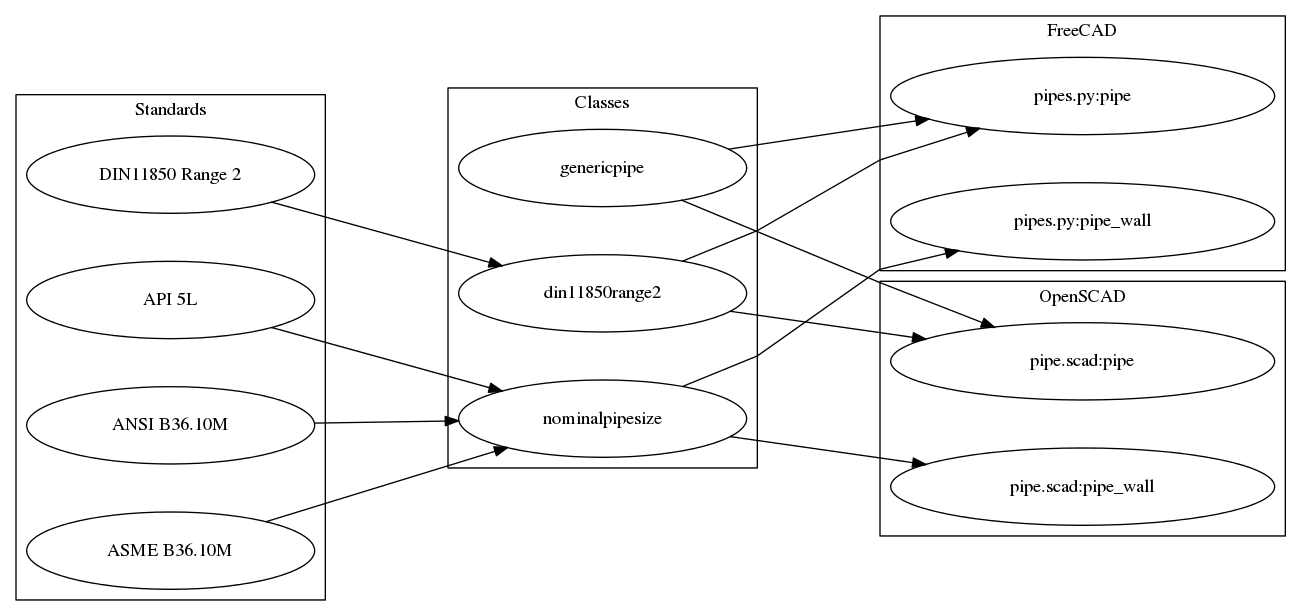 Standards
DIN11850 Range 2
API 5L
ANSI B36.10M
ASME B36.10M
Classes
genericpipe
din11850range2
nominalpipesize
FreeCAD
pipes.py:pipe
pipes.py:pipe_wall
OpenSCAD
pipe.scad:pipe
pipe.scad:pipe_wall